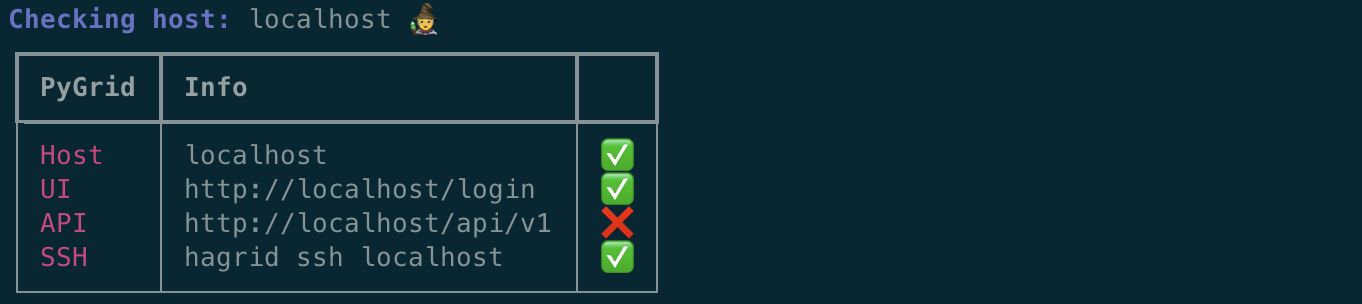 Checking host: localhost 🧙
PyGrid Info
Host localhost ✅
UI http://localhost/login ✅
API http://localhost/api/v1 ❌
SSH hagrid ssh localhost ✅